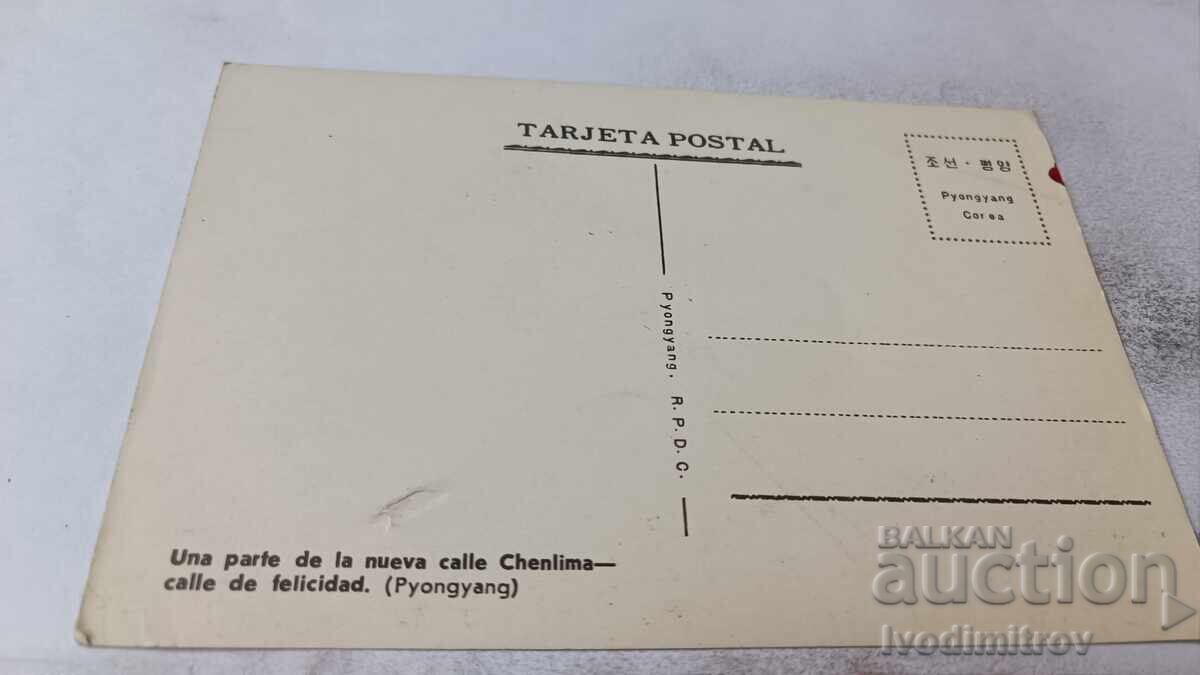 TARJETA POSTAL
조선 · 평양
Pyongyang
Corea
Pyongyang, R. P. D. C.
Una parte de la nueva calle Chenlima—
calle de felicidad. (Pyongyang)
BALKAN
auction
Ivodimitrov